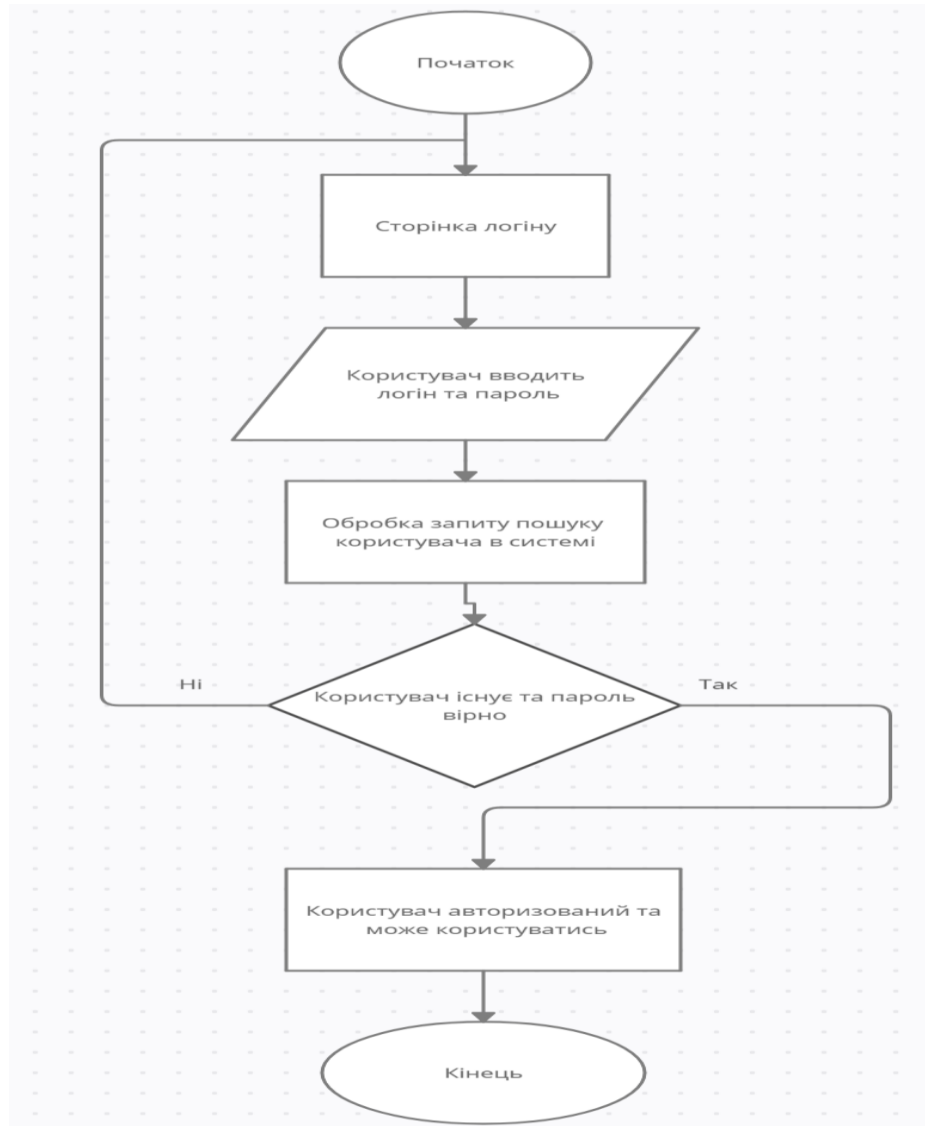 Початок
Сторінка логіну
Користувач вводить
логін та пароль
Обробка запиту пошуку
користувача в системі
Ні
Так
Користувач існує та пароль
вірно
Користувач авторизований та
може користуватись
Кінець